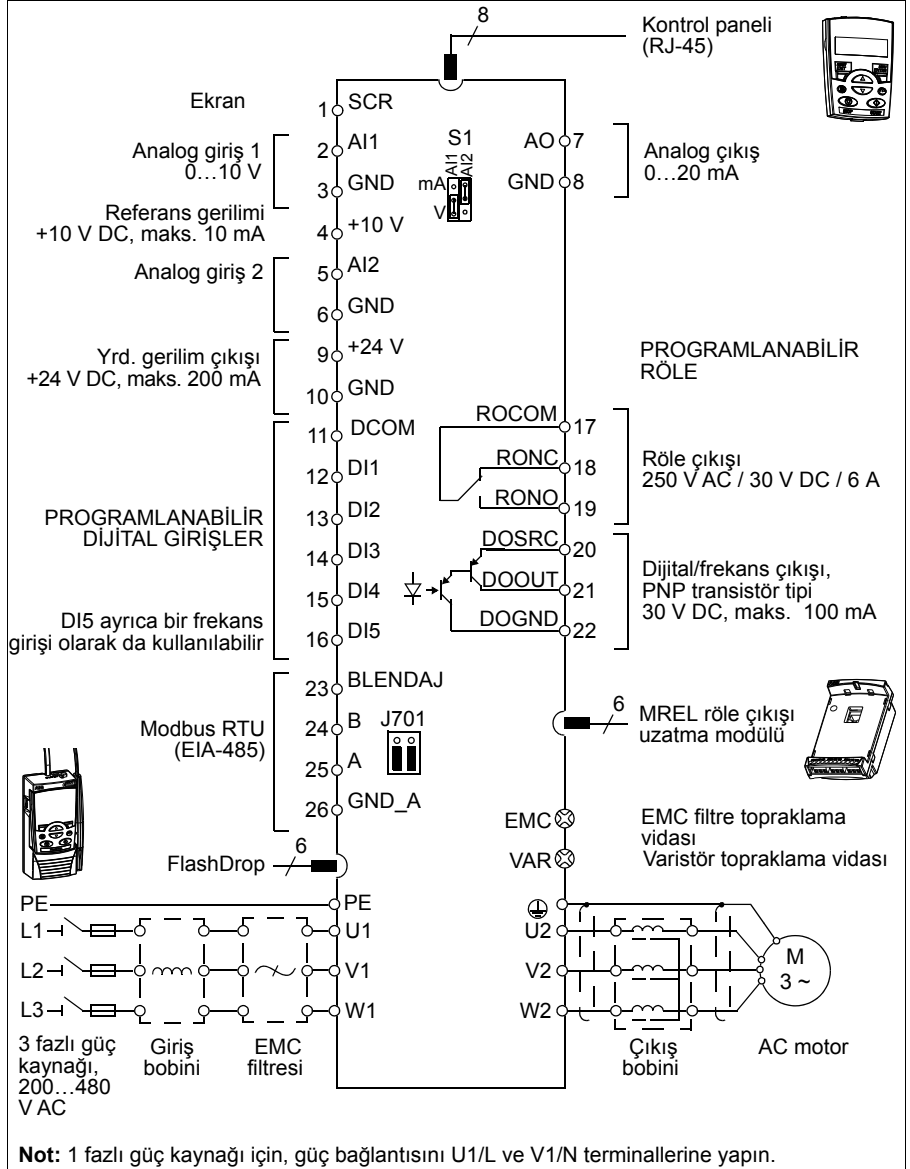 8
Kontrol paneli
(RJ-45)
Ekran
1 SCR
Analog giriş 1
0…10 V
2 AI1
3 GND
S1
AI1
AI2
mA
V
AO 7
GND 8
Analog çıkış
0…20 mA
Referans gerilimi
+10 V DC, maks. 10 mA
4 +10 V
Analog giriş 2
5 AI2
6 GND
Yrd. gerilim çıkışı
+24 V DC, maks. 200 mA
9 +24 V
10 GND
PROGRAMLANABİLİR
RÖLE
11 DCOM
12 DI1
PROGRAMLANABİLİR
DİJİTAL GİRİŞLER
13 DI2
14 DI3
15 DI4
DI5 ayrıca bir frekans
girişi olarak da kullanılabilir
16 DI5
ROCOM 17
RONC 18
RONO 19
Röle çıkışı
250 V AC / 30 V DC / 6 A
DOSRC 20
DOOUT 21
DOGND 22
Dijital/frekans çıkışı,
PNP transistör tipi
30 V DC, maks. 100 mA
23 BLENDAJ
Modbus RTU
(EIA-485)
24 B
J701
25 A
26 GND_A
6
MREL röle çıkışı
uzatma modülü
EMC
EMC filtre topraklama
vidası
VAR
Varistör topraklama vidası
FlashDrop
6
PE
PE
L1
U1
U2
L2
V1
V2
L3
W1
W2
M
3 ~
3 fazlı güç
kaynağı,
200…480
V AC
Giriş
bobini
EMC
filtresi
Çıkış
bobini
AC motor
Not: 1 fazlı güç kaynağı için, güç bağlantısını U1/L ve V1/N terminallerine yapın.